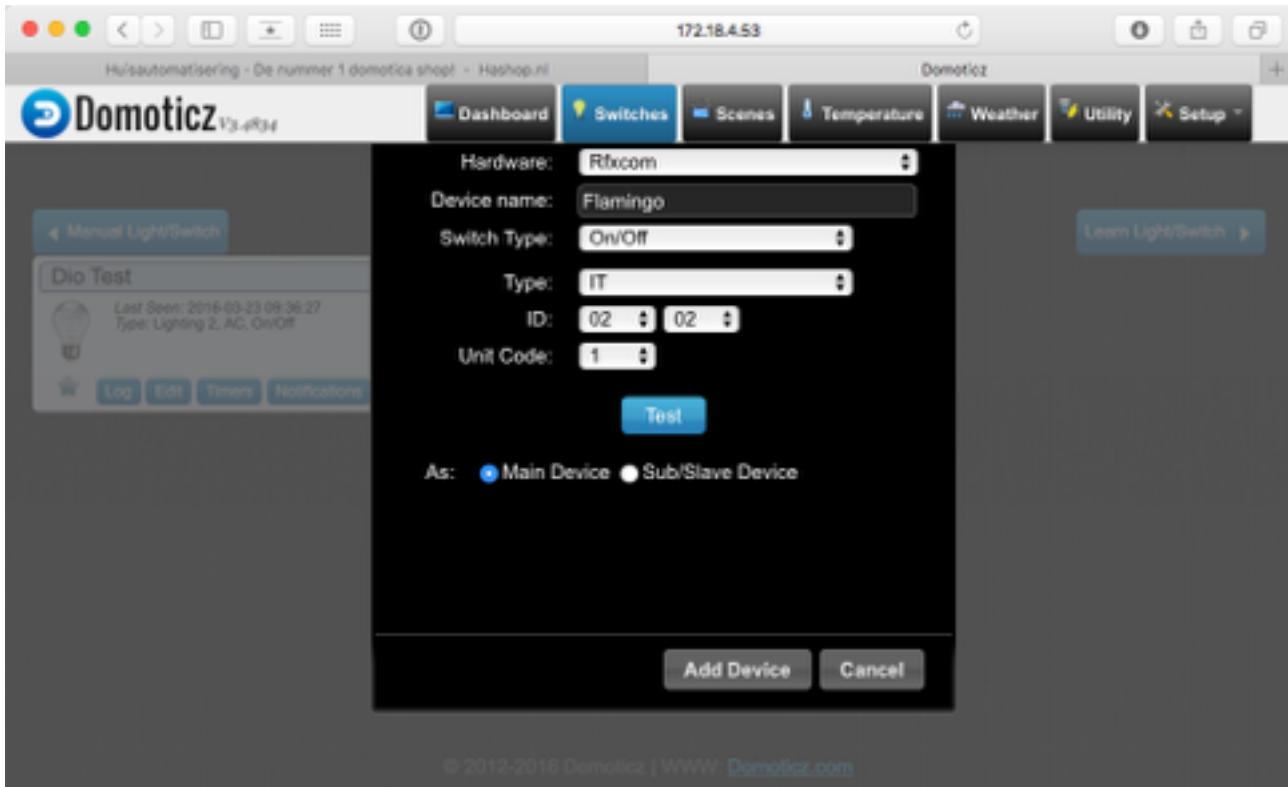 172.18.4.53
Huisautomatisering - De nummer 1 domotica shop! - Hashop.nl
Domoticz
Domoticz V3.4834
Dashboard
Switches
Scenes
Temperature
Weather
Utility
Setup
Hardware: Rfxcom
Device name: Flamingo
Manual Light/Switch
Learn Light/Switch
Switch Type: On/Off
Dio Test
Type: IT
Last Seen: 2016-03-23 09:36:27
Type: Lighting 2, AC, On/Off
ID: 02 02
Unit Code: 1
Log Edit Timers Notifications
Test
As: Main Device Sub/Slave Device
Add Device Cancel
© 2012-2016 Domoticz | WWW: Domoticz.com